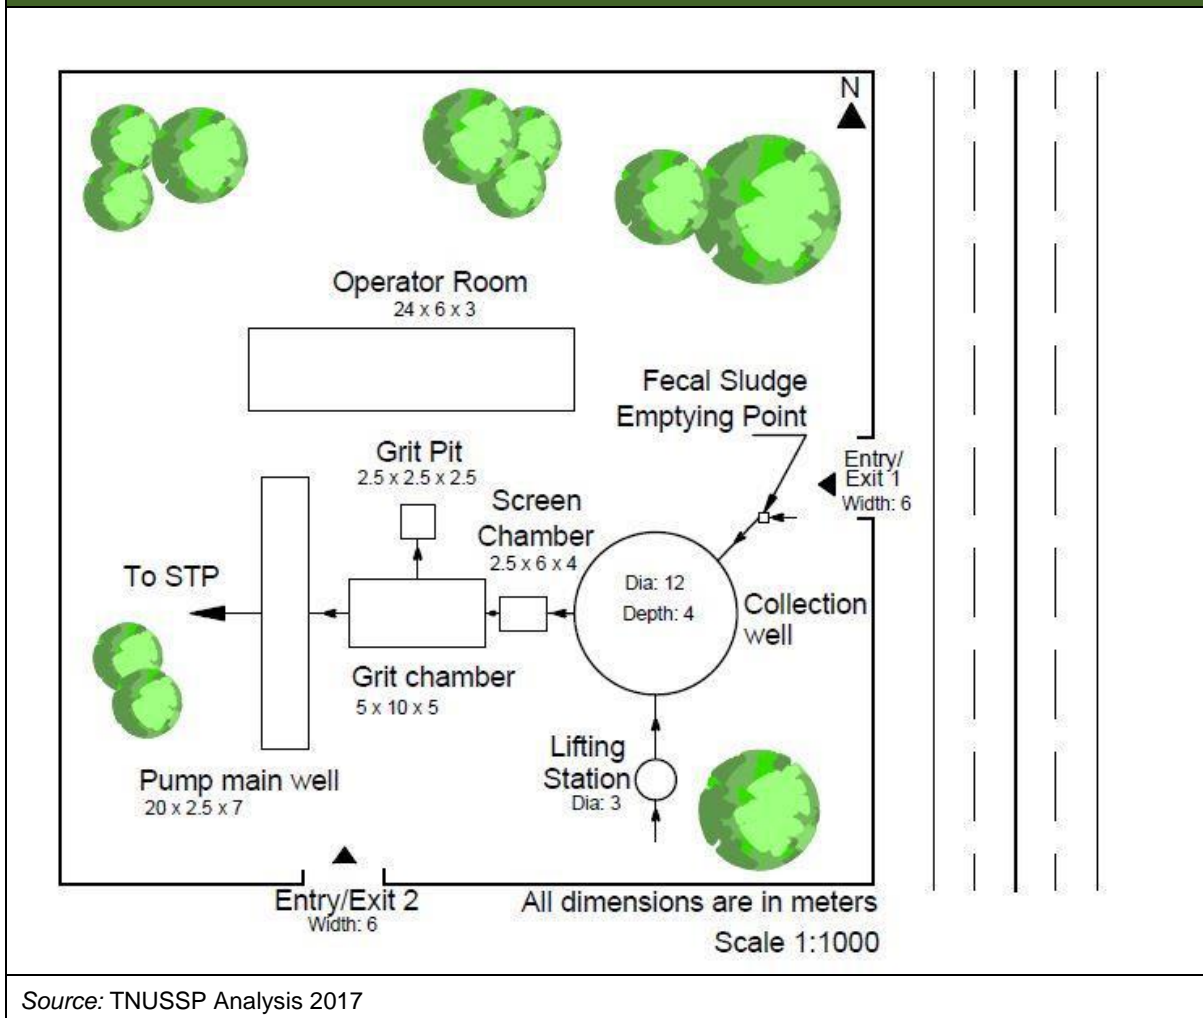 N
Operator Room
24 x 6 x 3
Fecal Sludge
Emptying Point
Grit Pit
2.5 x 2.5 x 2.5
Entry/
Exit 1
Width: 6
Screen
Chamber
2.5 x 6 x 4
To STP
Dia: 12
Depth: 4
Collection
well
Grit chamber
5 x 10 x 5
Lifting
Station
Dia: 3
Pump main well
20 x 2.5 x 7
Entry/Exit 2
Width: 6
All dimensions are in meters
Scale 1:1000
Source: TNUSSP Analysis 2017